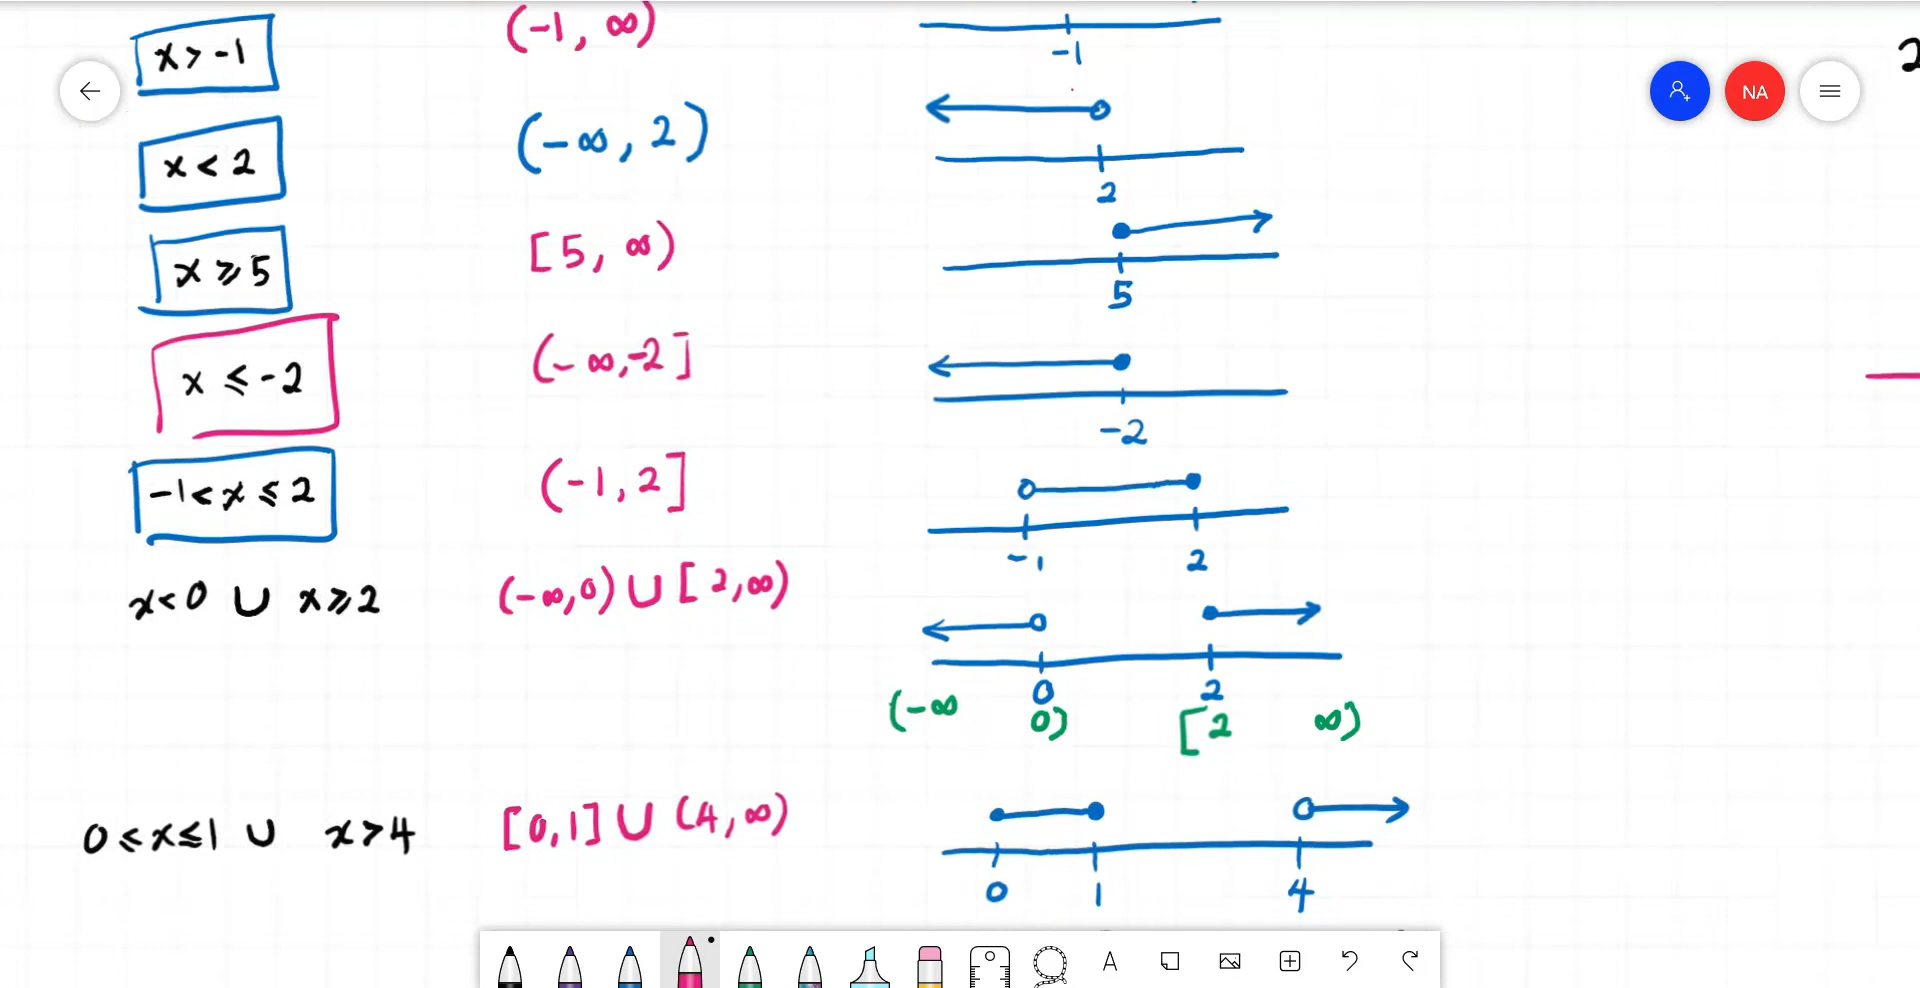 x > -1 (-1, ∞) -1
NA
2
x < 2 (-∞, 2) 2
x ⩾ 5 [5, ∞) 5
x ⩽ -2 (-∞, -2] -2
-1 < x ⩽ 2 (-1, 2] -1 2
x < 0 ∪ x ⩾ 2 (-∞, 0) ∪ [2, ∞) 0 2
(-∞ 0) [2 ∞)
0 ⩽ x ≤ 1 ∪ x > 4 [0, 1] ∪ (4, ∞) 0 1 4
A